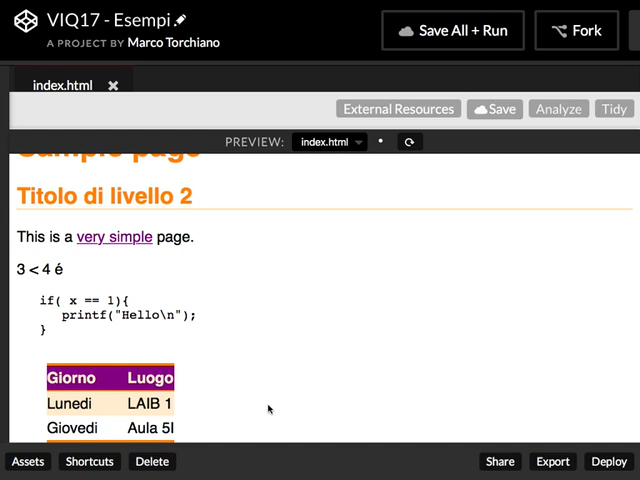 VIQ17 - Esempi
A PROJECT BY Marco Torchiano
Save All + Run
Fork
index.html
External Resources
Save
Analyze
Tidy
PREVIEW:
index.html
Sample page
Titolo di livello 2
This is a very simple page.
3 < 4 é
if( x == 1){
printf("Hello\n");
}
Giorno Luogo
Lunedi LAIB 1
Giovedi Aula 5I
Assets
Shortcuts
Delete
Share
Export
Deploy